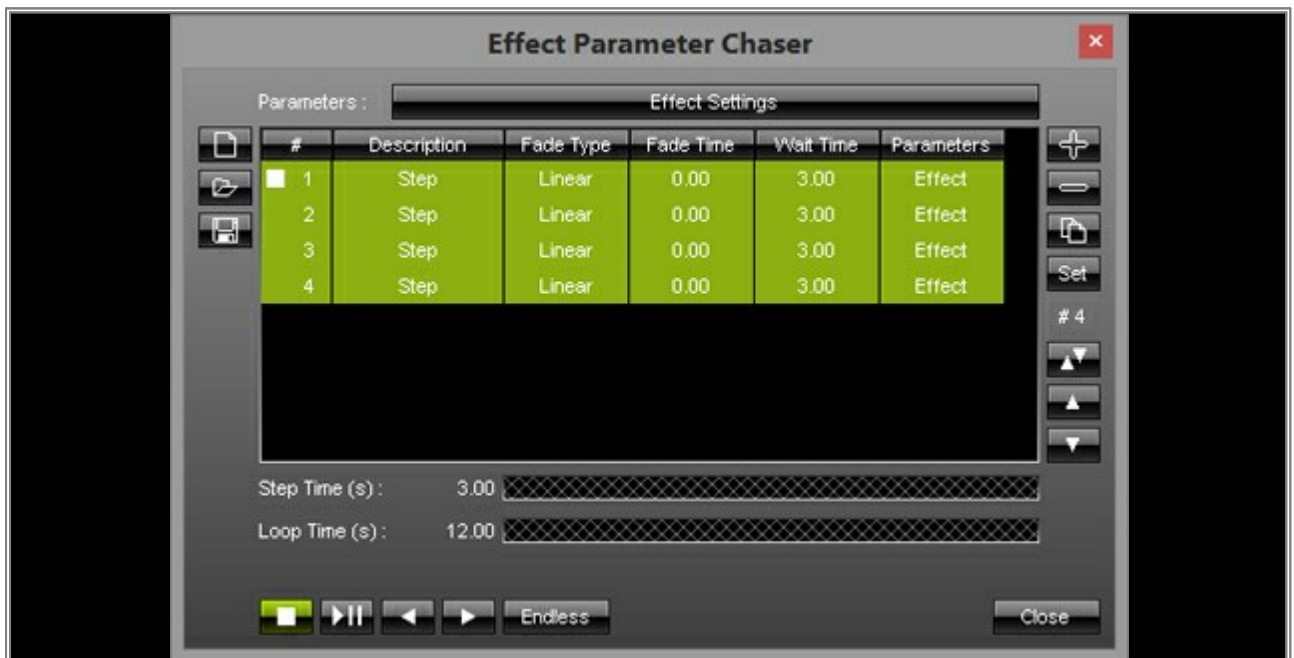 Effect Parameter Chaser
Parameters : Effect Settings
# Description Fade Type Fade Time Wait Time Parameters
1 Step Linear 0.00 3.00 Effect
2 Step Linear 0.00 3.00 Effect
3 Step Linear 0.00 3.00 Effect
4 Step Linear 0.00 3.00 Effect
Set
# 4
Step Time (s) : 3.00
Loop Time (s) : 12.00
Endless Close